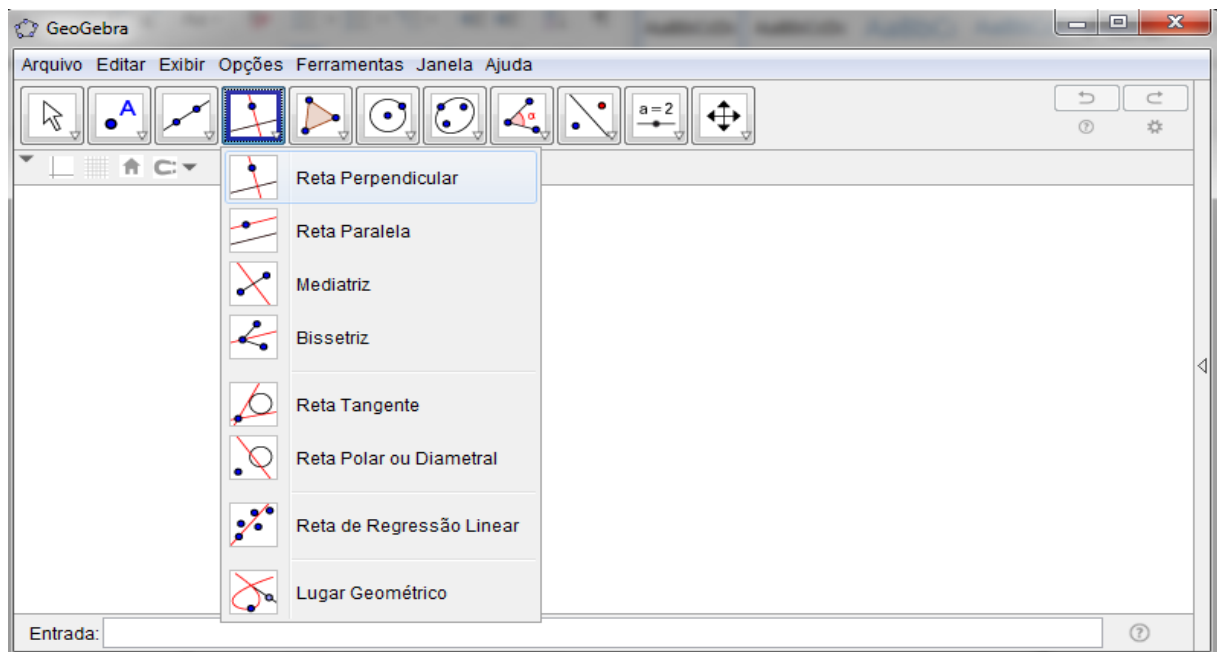 GeoGebra
Arquivo Editar Exibir Opções Ferramentas Janela Ajuda
A
α
a = 2
Reta Perpendicular
Reta Paralela
Mediatriz
Bissetriz
Reta Tangente
Reta Polar ou Diametral
Reta de Regressão Linear
Lugar Geométrico
Entrada: